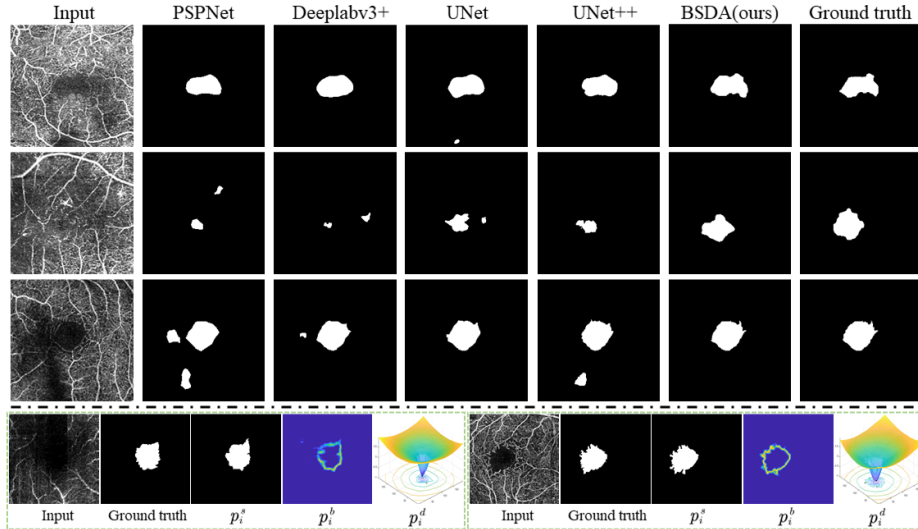 Input PSPNet Deeplabv3+ UNet UNet++ BSDA(ours) Ground truth
Input Ground truth $p_i^s$ $p_i^b$ $p_i^d$ Input Ground truth $p_i^s$ $p_i^b$ $p_i^d$